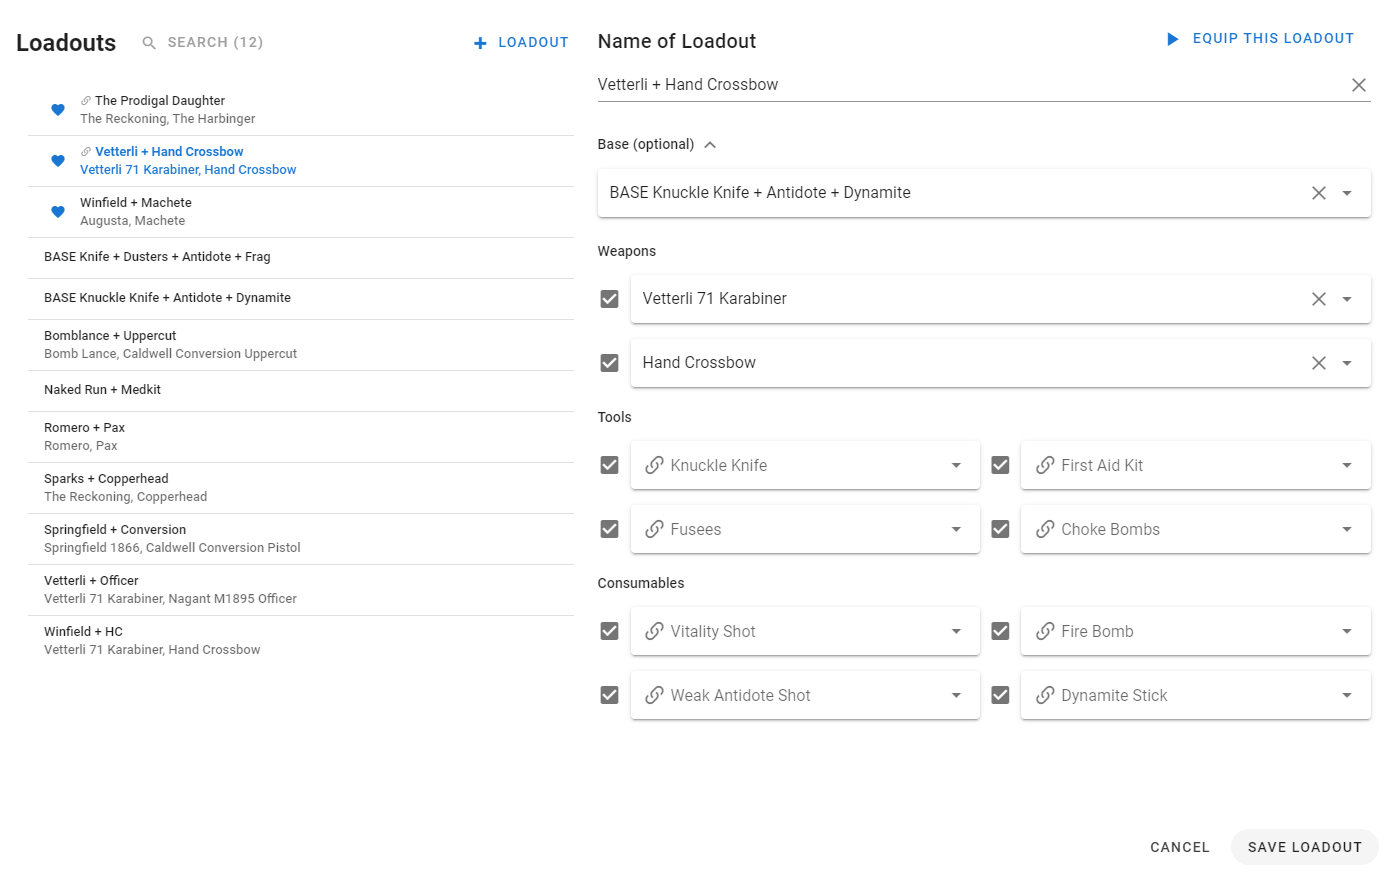 Loadouts
SEARCH (12)
LOADOUT
The Prodigal Daughter
The Reckoning, The Harbinger
Vetterli + Hand Crossbow
Vetterli 71 Karabiner, Hand Crossbow
Winfield + Machete
Augusta, Machete
BASE Knife + Dusters + Antidote + Frag
BASE Knuckle Knife + Antidote + Dynamite
Bomblance + Uppercut
Bomb Lance, Caldwell Conversion Uppercut
Naked Run + Medkit
Romero + Pax
Romero, Pax
Sparks + Copperhead
The Reckoning, Copperhead
Springfield + Conversion
Springfield 1866, Caldwell Conversion Pistol
Vetterli + Officer
Vetterli 71 Karabiner, Nagant M1895 Officer
Winfield + HC
Vetterli 71 Karabiner, Hand Crossbow
Name of Loadout
EQUIP THIS LOADOUT
Vetterli + Hand Crossbow
Base (optional)
BASE Knuckle Knife + Antidote + Dynamite
Weapons
Vetterli 71 Karabiner
Hand Crossbow
Tools
Knuckle Knife
First Aid Kit
Fusees
Choke Bombs
Consumables
Vitality Shot
Fire Bomb
Weak Antidote Shot
Dynamite Stick
CANCEL
SAVE LOADOUT